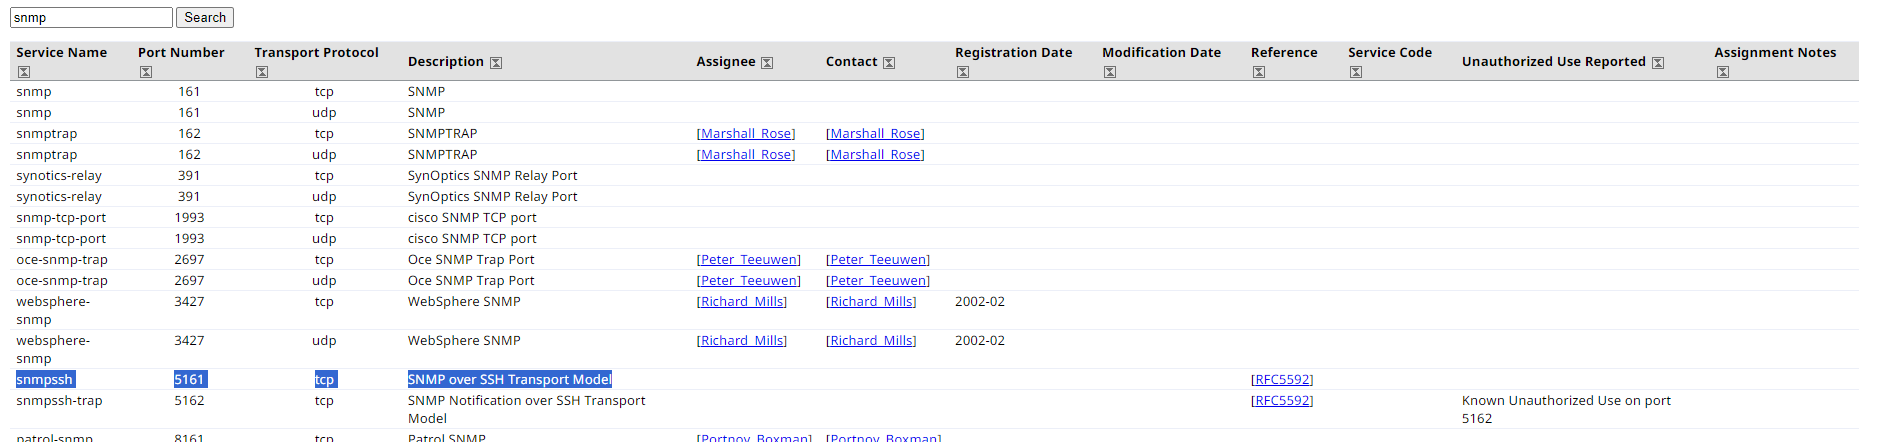 snmp Search
Service Name Port Number Transport Protocol Description Assignee Contact Registration Date Modification Date Reference Service Code Unauthorized Use Reported Assignment Notes
snmp 161 tcp SNMP
snmp 161 udp SNMP
snmptrap 162 tcp SNMPTRAP [Marshall_Rose] [Marshall_Rose]
snmptrap 162 udp SNMPTRAP [Marshall_Rose] [Marshall_Rose]
synotics-relay 391 tcp SynOptics SNMP Relay Port
synotics-relay 391 udp SynOptics SNMP Relay Port
snmp-tcp-port 1993 tcp cisco SNMP TCP port
snmp-tcp-port 1993 udp cisco SNMP TCP port
oce-snmp-trap 2697 tcp Oce SNMP Trap Port [Peter_Teeuwen] [Peter_Teeuwen]
oce-snmp-trap 2697 udp Oce SNMP Trap Port [Peter_Teeuwen] [Peter_Teeuwen]
websphere- 3427 tcp WebSphere SNMP [Richard_Mills] [Richard_Mills] 2002-02
snmp
websphere- 3427 udp WebSphere SNMP [Richard_Mills] [Richard_Mills] 2002-02
snmp
snmpssh 5161 tcp SNMP over SSH Transport Model [RFC5592]
snmpssh-trap 5162 tcp SNMP Notification over SSH Transport [RFC5592] Known Unauthorized Use on port
Model 5162
patrol-snmp 8161 tcp Patrol SNMP [Portnoy_Boxman] [Portnoy_Boxman]